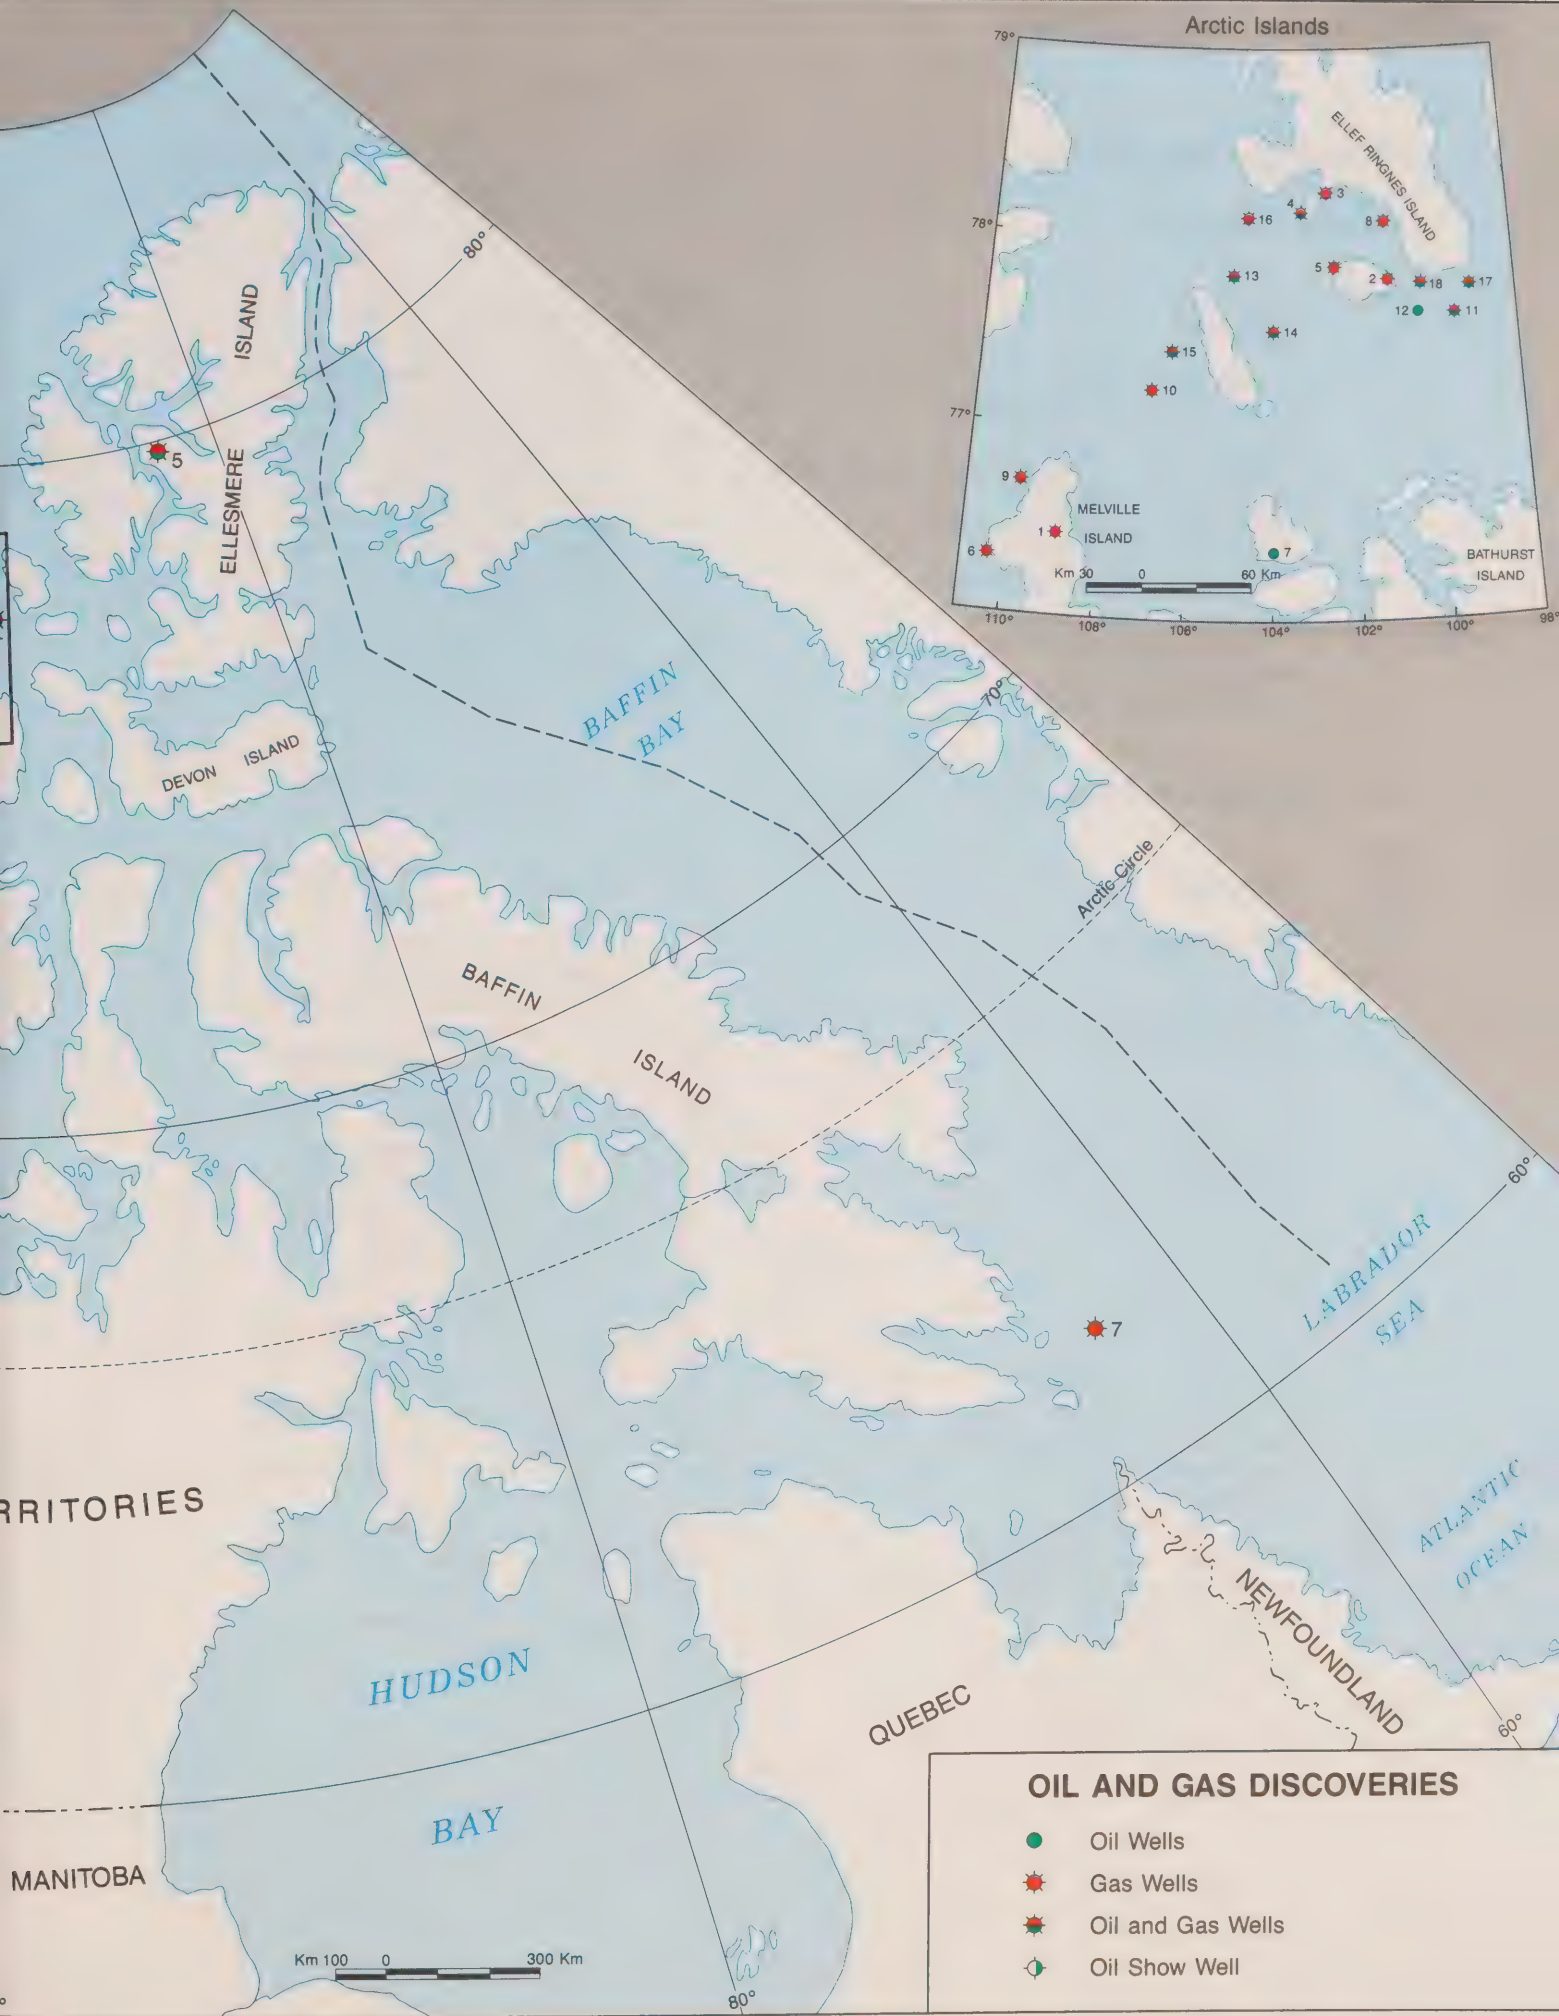 Arctic Islands
79°
78°
77°
110°
108°
106°
104°
102°
100°
98°
ELLEF RINGNES ISLAND
3
4
16
8
5
2
18
17
13
12
11
14
15
10
9
1
6
7
MELVILLE
ISLAND
BATHURST
ISLAND
Km 30 0 60 Km
80°
ISLAND
5
ELLESMERE
BAFFIN
BAY
70°
DEVON ISLAND
Arctic Circle
BAFFIN
ISLAND
60°
LABRADOR
SEA
7
RRITORIES
ATLANTIC
OCEAN
NEWFOUNDLAND
HUDSON
QUEBEC
60°
BAY
MANITOBA
Km 100 0 300 Km
80°
OIL AND GAS DISCOVERIES
Oil Wells
Gas Wells
Oil and Gas Wells
Oil Show Well